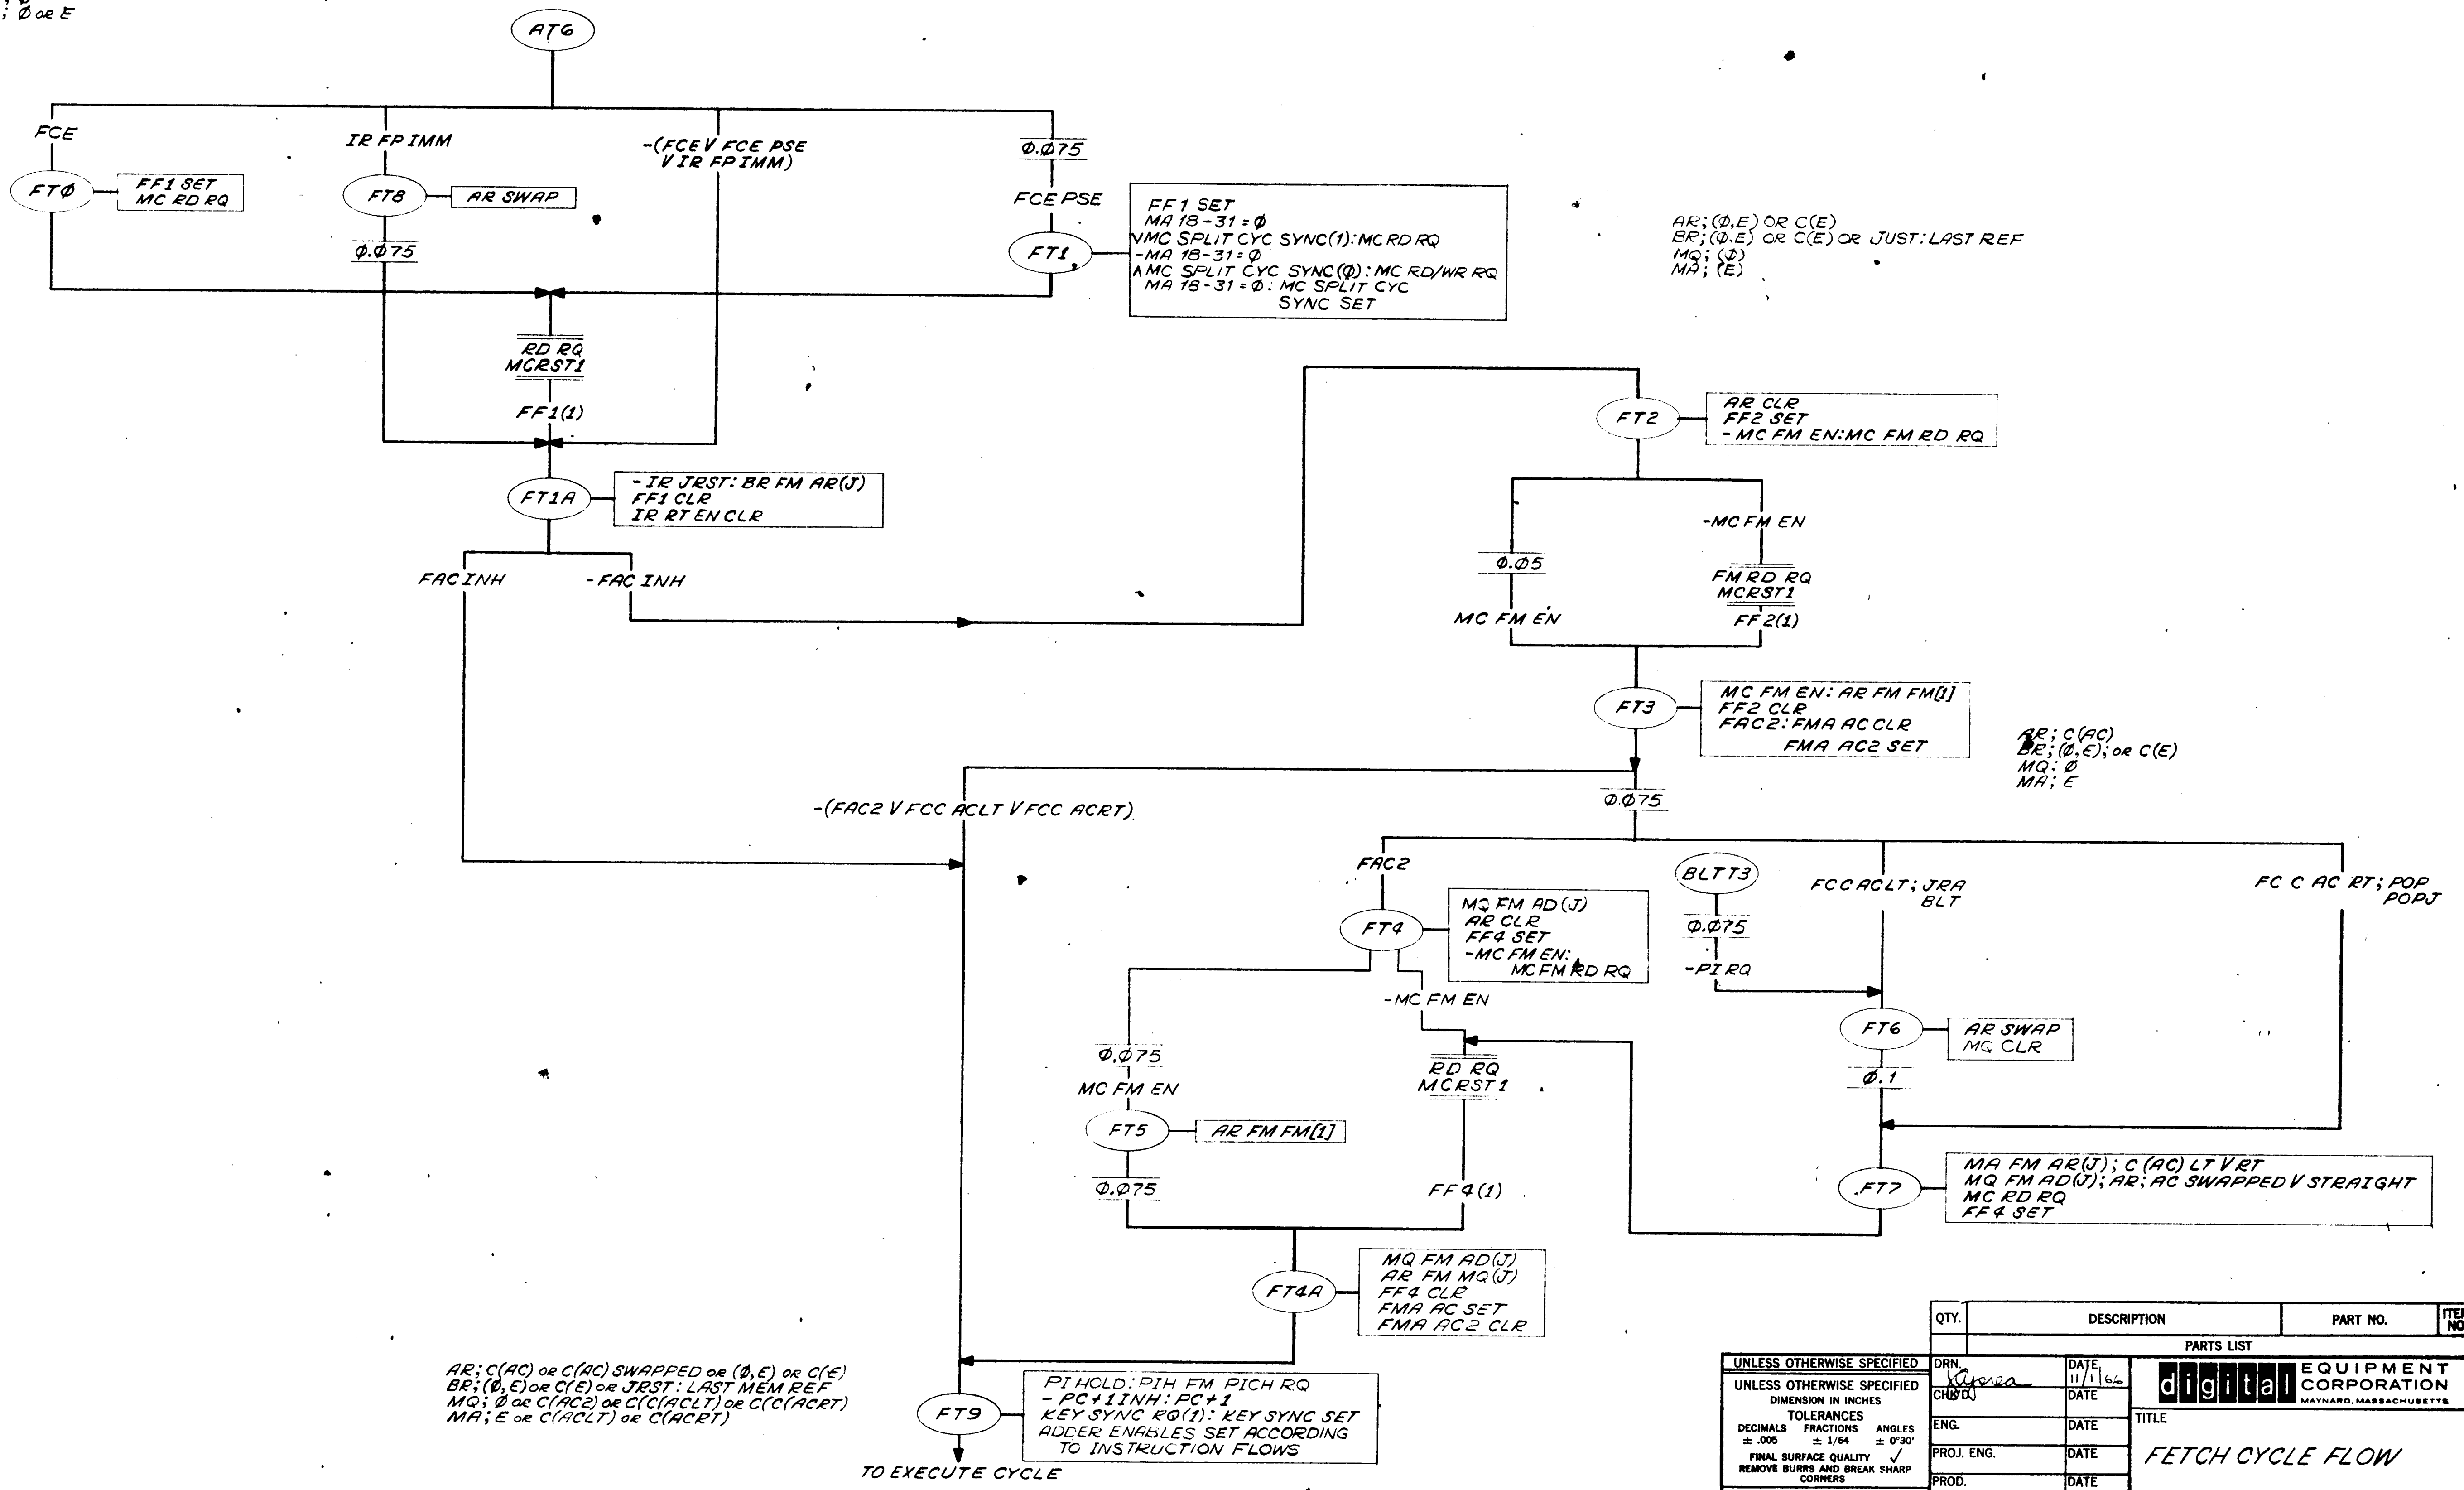 ; Ø OR E
AT6
FCE
IR FP IMM
-(FCE V FCE PSE
V IR FP IMM)
Ø.Ø75
FCE PSE
FTØ
FF1 SET
MC RD RQ
FT8
AR SWAP
Ø.Ø75
FT1
FF1 SET
MA 18-31 = Ø
VMC SPLIT CYC SYNC(1): MC RD RQ
-MA 18-31 = Ø
ΛMC SPLIT CYC SYNC(Ø): MC RD/WR RQ
MA 18-31 = Ø: MC SPLIT CYC
SYNC SET
AR; (Ø,E) OR C(E)
BR; (Ø,E) OR C(E) OR JUST: LAST REF
MQ; (Ø)
MA; (E)
RD RQ
MCRST1
FF1(1)
FT1A
-IR JRST: BR FM AR(J)
FF1 CLR
IR RT EN CLR
FAC INH
-FAC INH
FT2
AR CLR
FF2 SET
-MC FM EN: MC FM RD RQ
Ø.Ø5
MC FM EN
-MC FM EN
FM RD RQ
MCRST1
FF2(1)
FT3
MC FM EN: AR FM FM[1]
FF2 CLR
FAC2: FMA AC CLR
FMA AC2 SET
AR; C(AC)
BR; (Ø,E); OR C(E)
MQ: Ø
MA; E
-(FAC2 V FCC ACLT V FCC ACRT)
Ø.Ø75
FAC2
BLTT3
FCC ACLT; JRA
BLT
FC C AC RT; POP
POPJ
FT4
MQ FM AD(J)
AR CLR
FF4 SET
-MC FM EN:
MC FM RD RQ
Ø.Ø75
-PI RQ
-MC FM EN
FT6
AR SWAP
MQ CLR
Ø.Ø75
MC FM EN
RD RQ
MCRST1
Ø.1
FT5
AR FM FM[1]
Ø.Ø75
FF4(1)
FT7
MA FM AR(J); C(AC) LT V RT
MQ FM AD(J); AR; AC SWAPPED V STRAIGHT
MC RD RQ
FF4 SET
FT4A
MQ FM AD(J)
AR FM MQ(J)
FF4 CLR
FMA AC SET
FMA AC2 CLR
AR; C(AC) OR C(AC) SWAPPED OR (Ø,E) OR C(E)
BR; (Ø,E) OR C(E) OR JRST: LAST MEM REF
MQ; Ø OR C(AC2) OR C(C(ACLT) OR C(C(ACRT)
MA; E OR C(ACLT) OR C(ACRT)
FT9
PI HOLD: PIH FM PICH RQ
- PC+1 INH: PC+1
KEY SYNC RQ(1): KEY SYNC SET
ADDER ENABLES SET ACCORDING
TO INSTRUCTION FLOWS
TO EXECUTE CYCLE
QTY. DESCRIPTION PART NO. ITEM NO
PARTS LIST
UNLESS OTHERWISE SPECIFIED
UNLESS OTHERWISE SPECIFIED
DIMENSION IN INCHES
TOLERANCES
DECIMALS FRACTIONS ANGLES
± .005 ± 1/64 ± 0°30'
FINAL SURFACE QUALITY √
REMOVE BURRS AND BREAK SHARP
CORNERS
DRN. DATE
11/1/66
CHK'D DATE
ENG. DATE
PROJ. ENG. DATE
PROD. DATE
digital EQUIPMENT
CORPORATION
MAYNARD, MASSACHUSETTS
TITLE
FETCH CYCLE FLOW